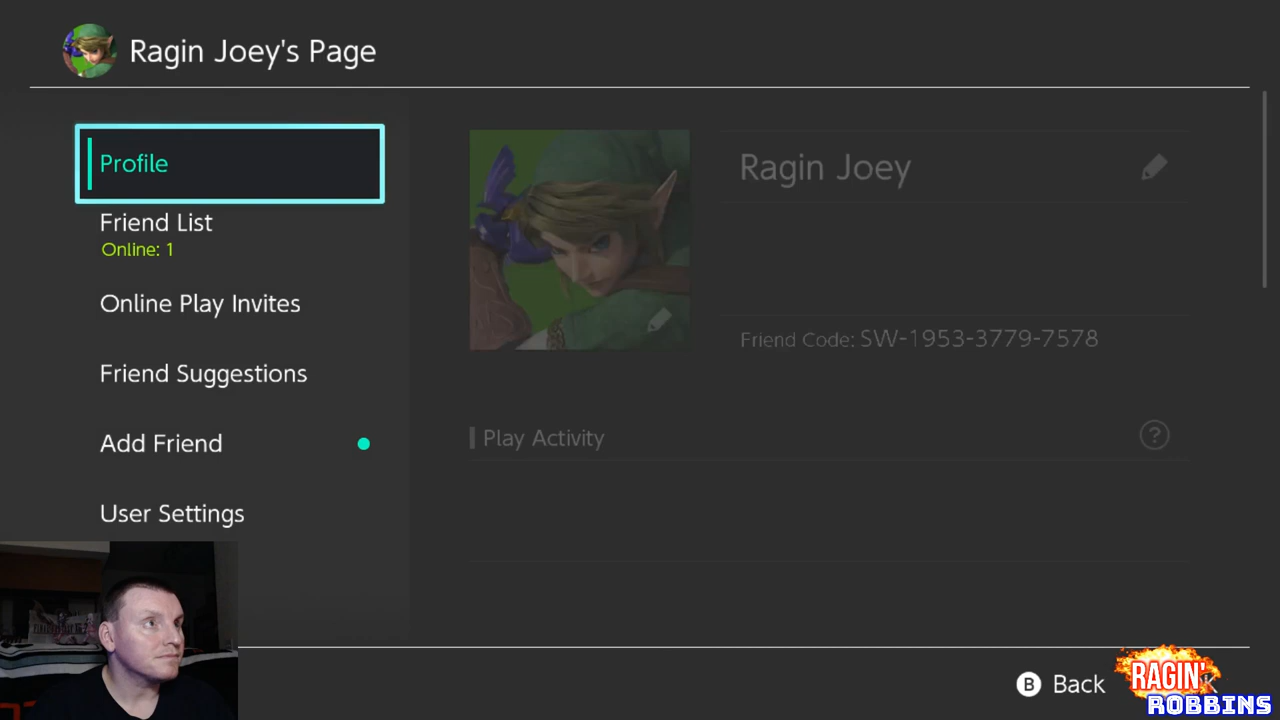 Ragin Joey's Page
Profile
Friend List
Online: 1
Online Play Invites
Friend Suggestions
Add Friend
User Settings
Ragin Joey
Friend Code: SW-1953-3779-7578
Play Activity
?
B Back
RAGIN'
ROBBINS